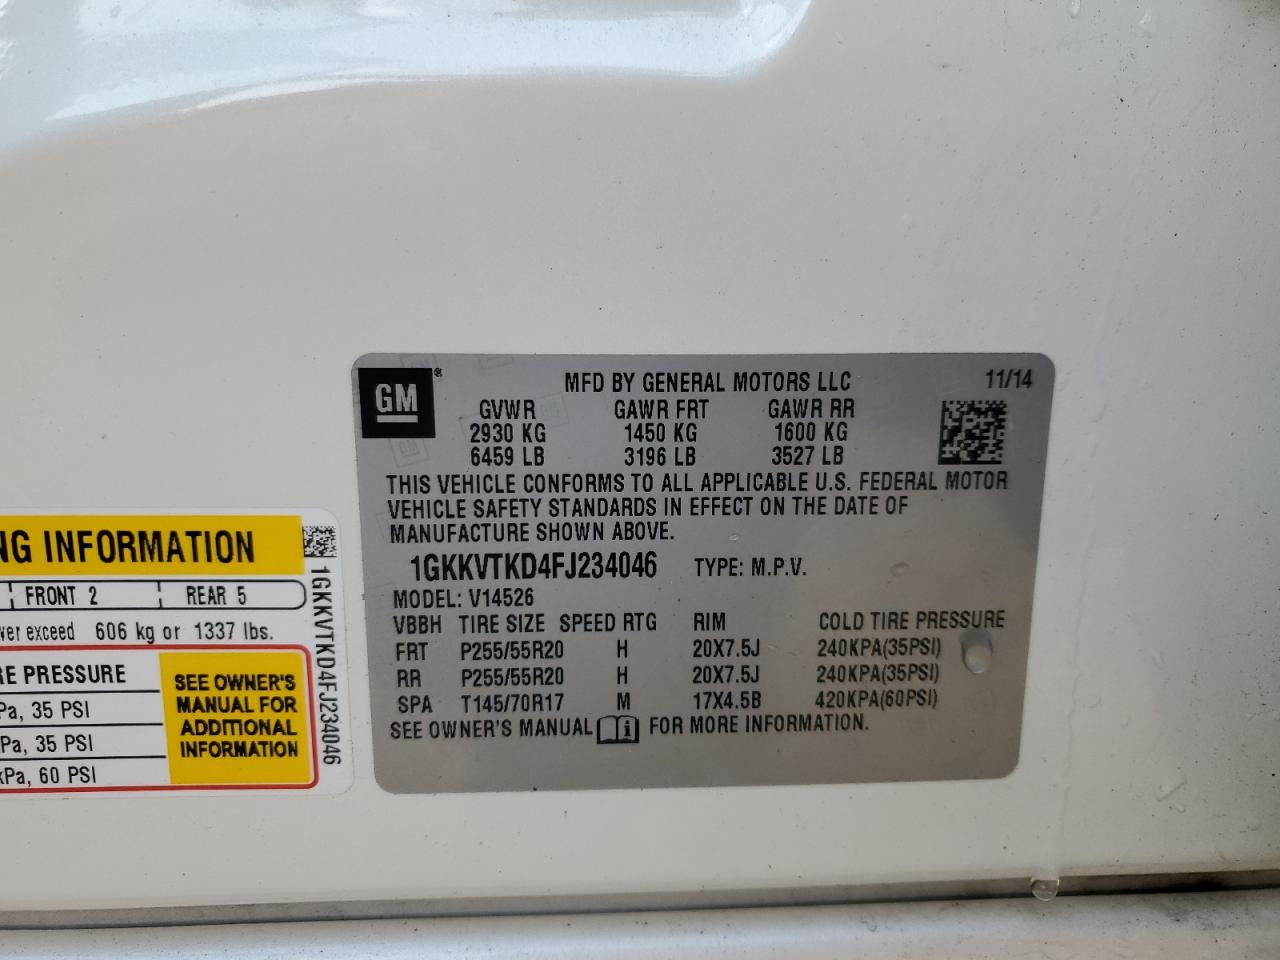 GM®
MFD BY GENERAL MOTORS LLC 11/14
GVWR GAWR FRT GAWR RR
2930 KG 1450 KG 1600 KG
6459 LB 3196 LB 3527 LB
THIS VEHICLE CONFORMS TO ALL APPLICABLE U.S. FEDERAL MOTOR
VEHICLE SAFETY STANDARDS IN EFFECT ON THE DATE OF
MANUFACTURE SHOWN ABOVE.
1GKKVTKD4FJ234046 TYPE: M.P.V.
MODEL: V14526
VBBH TIRE SIZE SPEED RTG RIM COLD TIRE PRESSURE
FRT P255/55R20 H 20X7.5J 240KPA(35PSI)
RR P255/55R20 H 20X7.5J 240KPA(35PSI)
SPA T145/70R17 M 17X4.5B 420KPA(60PSI)
SEE OWNER'S MANUAL FOR MORE INFORMATION.
NG INFORMATION
FRONT 2 REAR 5
ver exceed 606 kg or 1337 lbs.
RE PRESSURE
Pa, 35 PSI
Pa, 35 PSI
kPa, 60 PSI
SEE OWNER'S
MANUAL FOR
ADDITIONAL
INFORMATION
1GKKVTKD4FJ234046